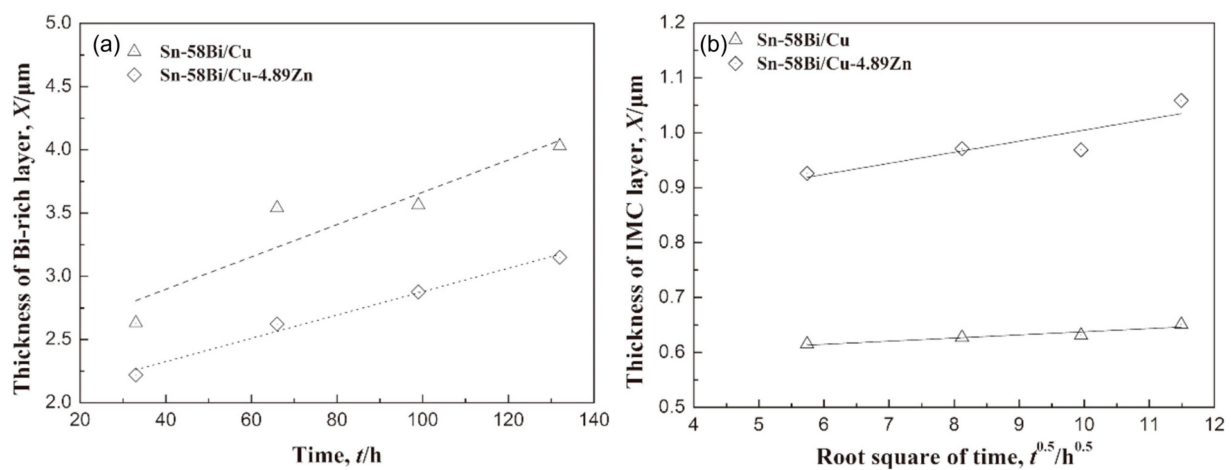 (a)
Sn-58Bi/Cu
Sn-58Bi/Cu-4.89Zn
Thickness of Bi-rich layer, X/μm
5.0
4.5
4.0
3.5
3.0
2.5
2.0
20 40 60 80 100 120 140
Time, t/h
(b)
Sn-58Bi/Cu
Sn-58Bi/Cu-4.89Zn
Thickness of IMC layer, X/μm
1.2
1.1
1.0
0.9
0.8
0.7
0.6
0.5
4 5 6 7 8 9 10 11 12
Root square of time, t^0.5/h^0.5